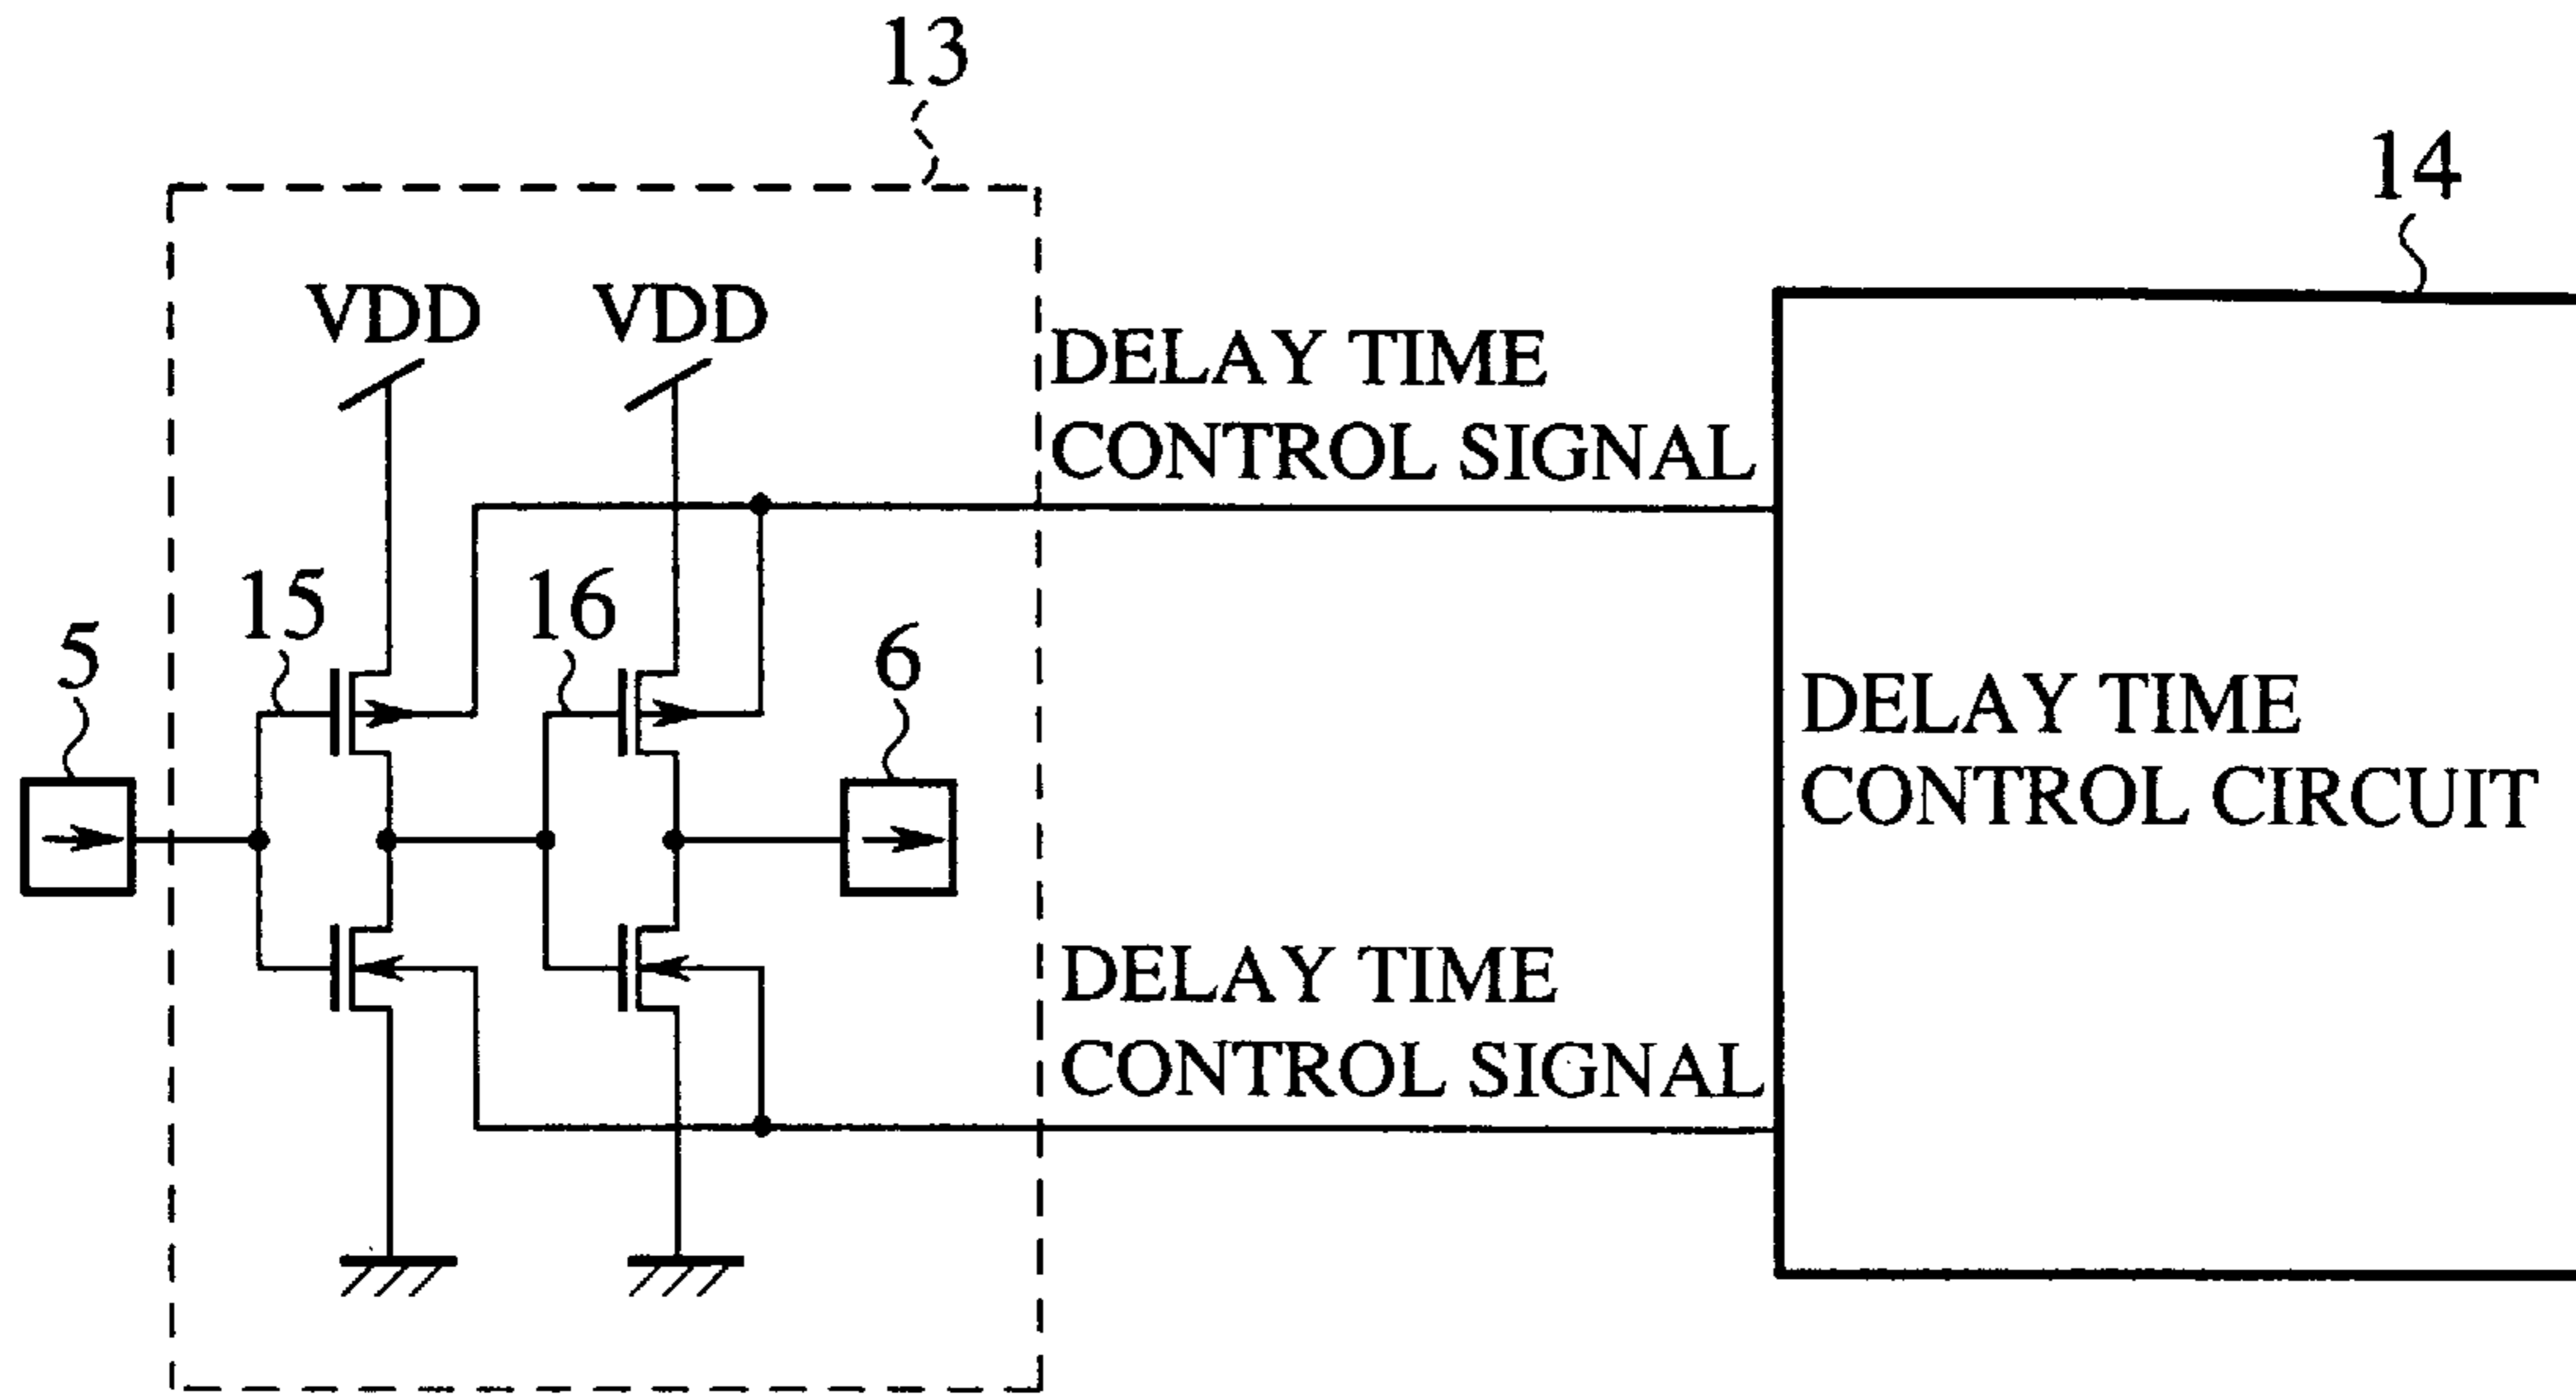 13
14
VDD VDD
DELAY TIME
CONTROL SIGNAL
15 16
5 6
DELAY TIME
CONTROL CIRCUIT
DELAY TIME
CONTROL SIGNAL